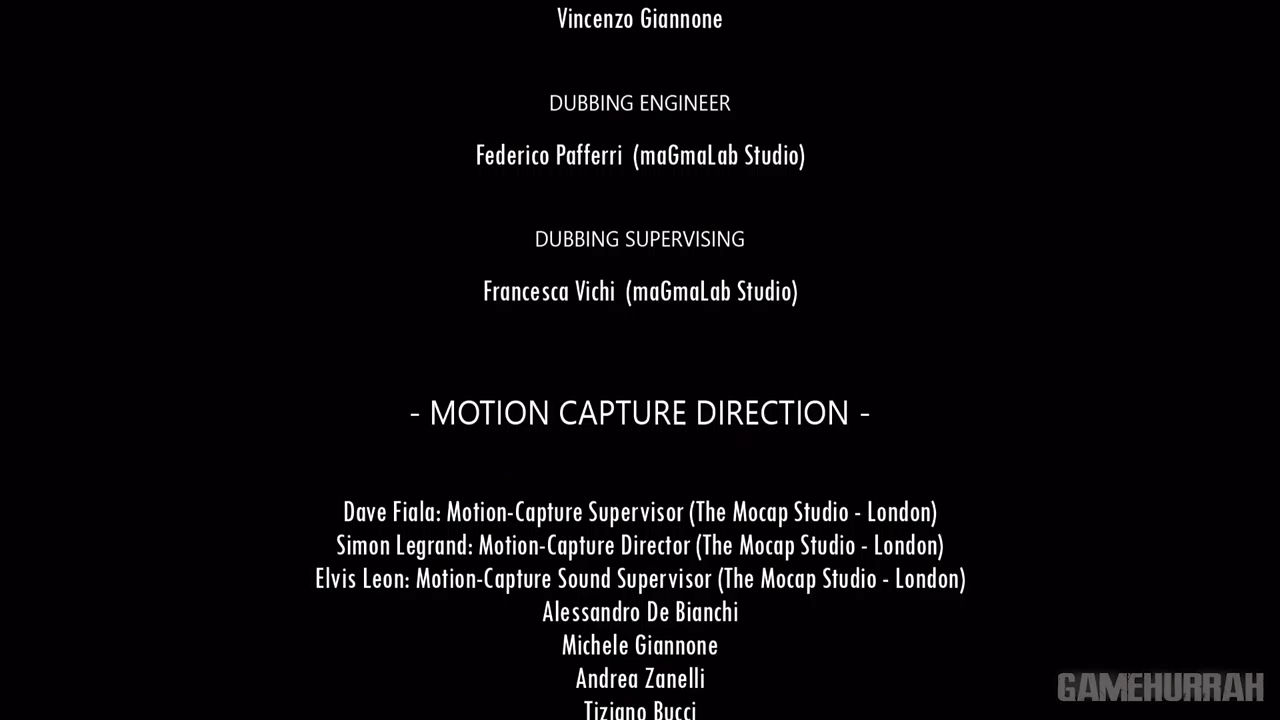 Vincenzo Giannone
DUBBING ENGINEER
Federico Pafferri (maGmaLab Studio)
DUBBING SUPERVISING
Francesca Vichi (maGmaLab Studio)
- MOTION CAPTURE DIRECTION -
Dave Fiala: Motion-Capture Supervisor (The Mocap Studio - London)
Simon Legrand: Motion-Capture Director (The Mocap Studio - London)
Elvis Leon: Motion-Capture Sound Supervisor (The Mocap Studio - London)
Alessandro De Bianchi
Michele Giannone
Andrea Zanelli
Tiziano Bucci
GAMEHURRAH